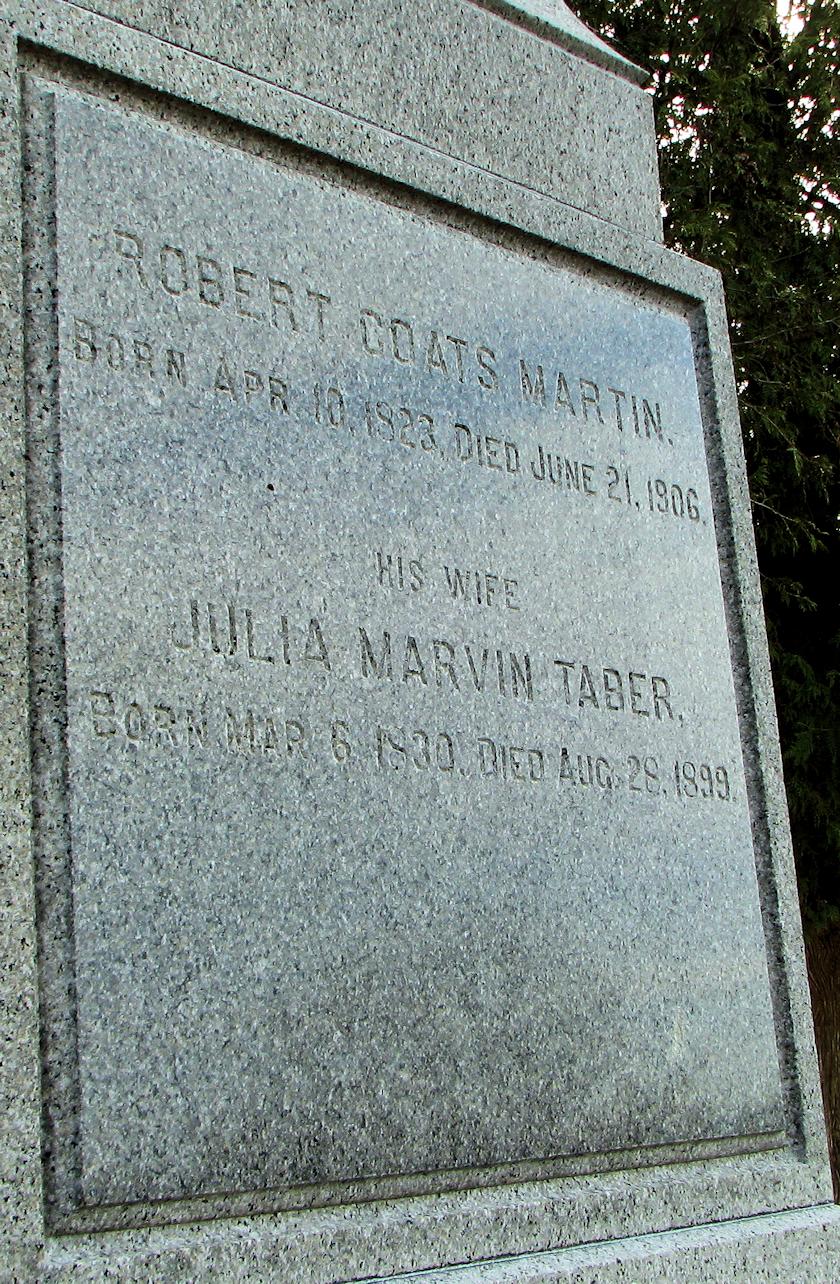 ROBERT COATS MARTIN.
BORN APR. 10, 1823, DIED JUNE 21, 1906.
HIS WIFE
JULIA MARVIN TABER,
BORN MAR 6, 1830, DIED AUG. 28, 1899.